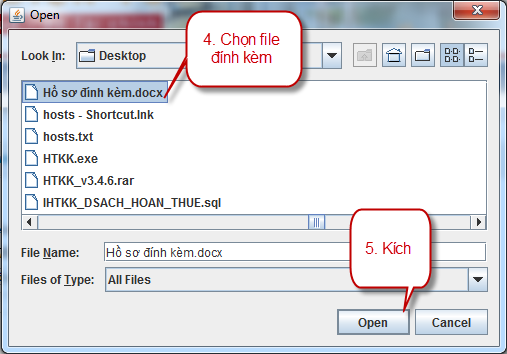 Open
Look In:
Desktop
4. Chọn file
đính kèm
Hồ sơ đính kèm.docx
hosts - Shortcut.lnk
hosts.txt
HTKK.exe
HTKK_v3.4.6.rar
IHTKK_DSACH_HOAN_THUE.sql
File Name:
Hồ sơ đính kèm.docx
5. Kích
Files of Type:
All Files
Open
Cancel